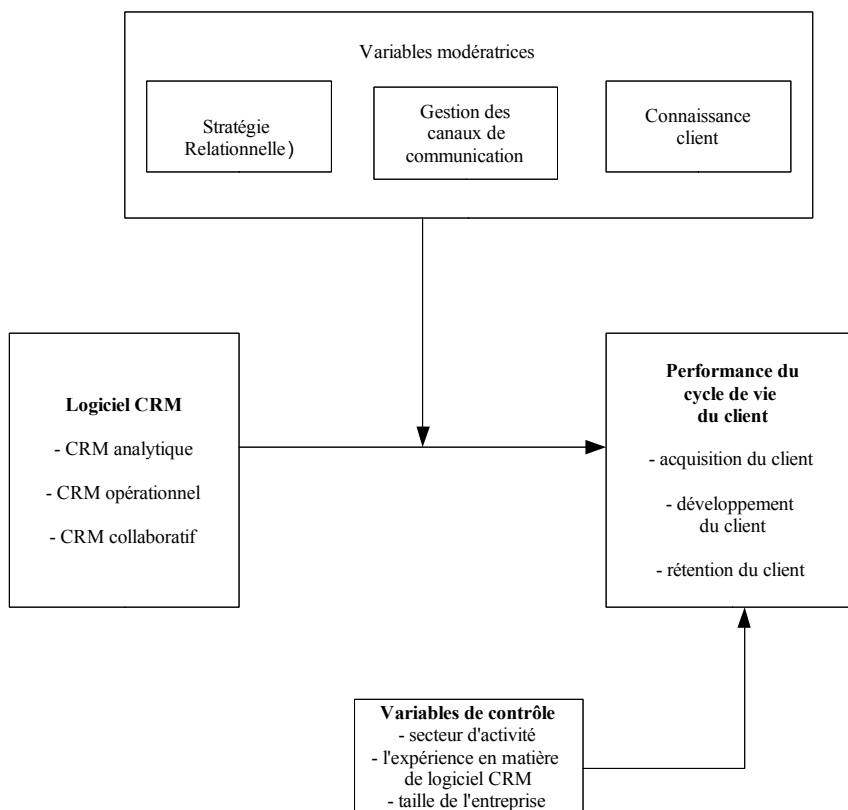 Variables modératrices
Stratégie
Relationnelle)
Gestion des
canaux de
communication
Connaissance
client
Logiciel CRM
- CRM analytique
- CRM opérationnel
- CRM collaboratif
Performance du
cycle de vie
du client
- acquisition du client
- développement
du client
- rétention du client
Variables de contrôle
- secteur d'activité
- l'expérience en matière
de logiciel CRM
- taille de l'entreprise